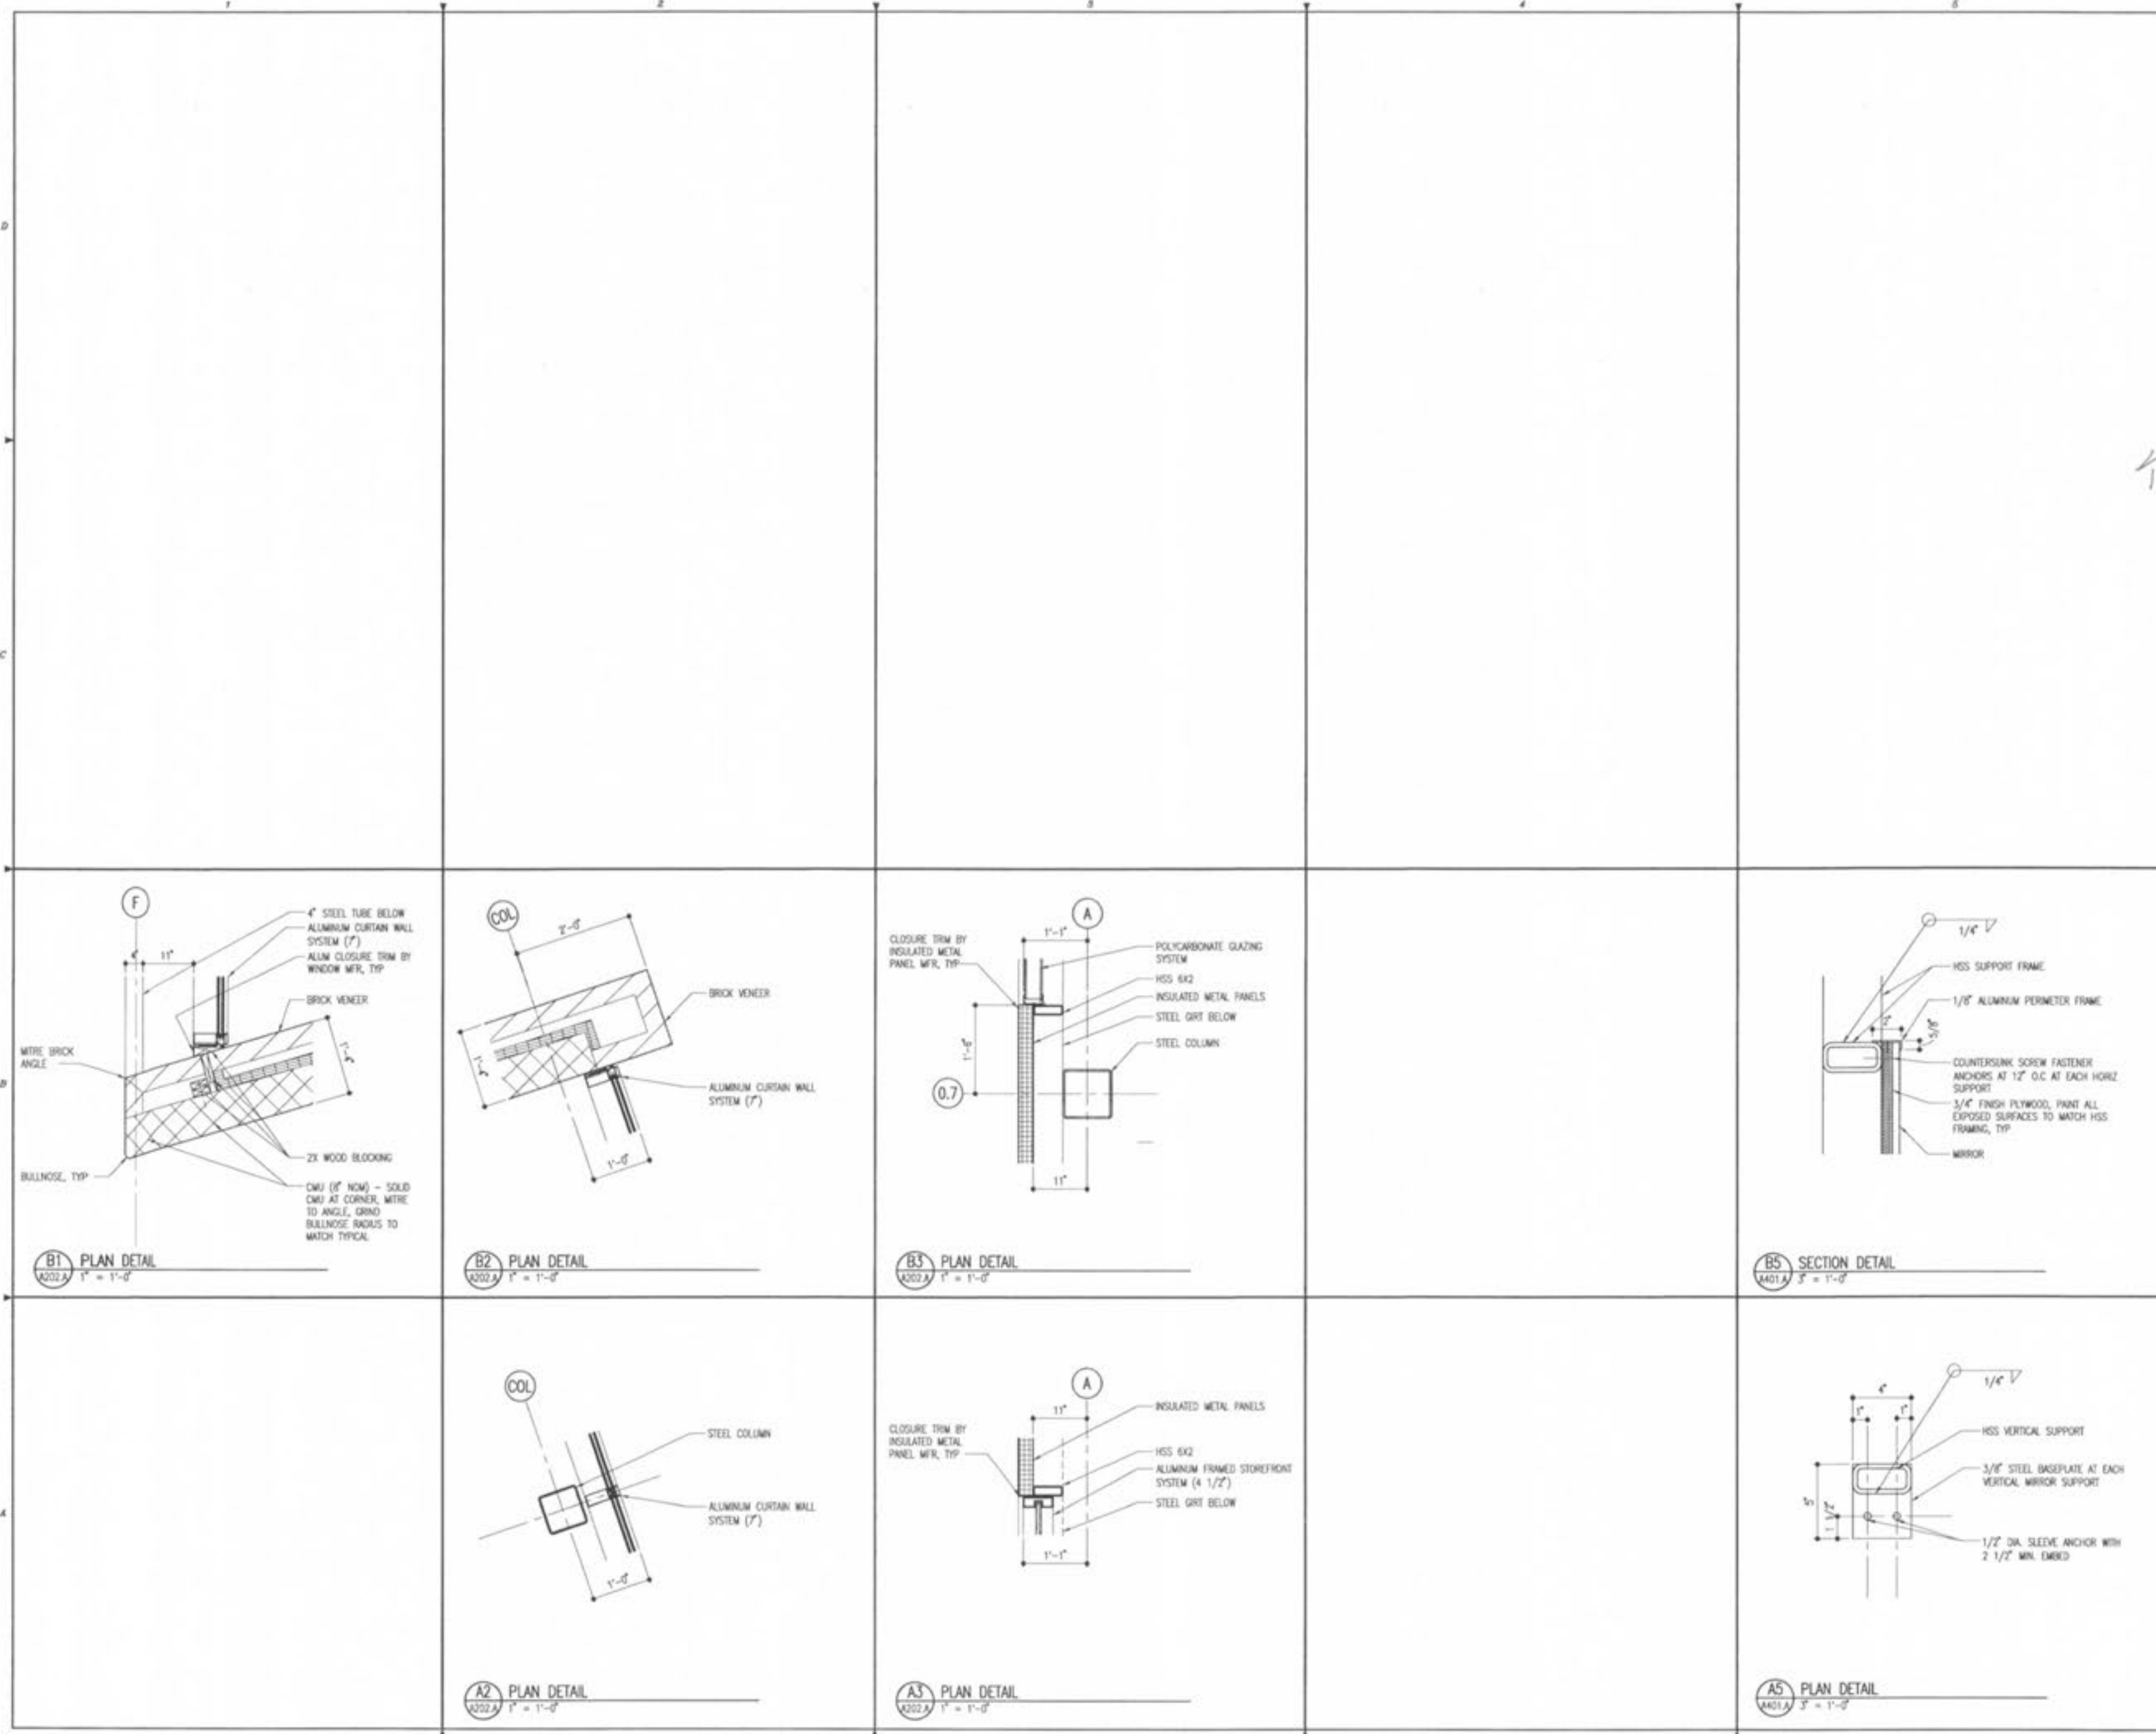 1 2 3 4 5
D
C
B
A
F
4"
11"
4" STEEL TUBE BELOW
ALUMINUM CURTAIN WALL
SYSTEM (7")
ALUM CLOSURE TRIM BY
WINDOW MFR, TYP
BRICK VENEER
MITRE BRICK
ANGLE
BULLNOSE, TYP
2X WOOD BLOCKING
CMU (8" NOM) – SOLID
CMU AT CORNER, MITRE
TO ANGLE, GRIND
BULLNOSE RADIUS TO
MATCH TYPICAL
B1 PLAN DETAIL
A202.A 1" = 1'-0"
COL
2'-0"
BRICK VENEER
ALUMINUM CURTAIN WALL
SYSTEM (7")
1'-0"
B2 PLAN DETAIL
A202.A 1" = 1'-0"
A
1'-1"
CLOSURE TRIM BY
INSULATED METAL
PANEL MFR, TYP
POLYCARBONATE GLAZING
SYSTEM
HSS 6X2
INSULATED METAL PANELS
STEEL GIRT BELOW
STEEL COLUMN
1'-6"
0.7
11"
B3 PLAN DETAIL
A202.A 1" = 1'-0"
1/4"
HSS SUPPORT FRAME
1/8" ALUMINUM PERIMETER FRAME
2"
5/8"
COUNTERSUNK SCREW FASTENER
ANCHORS AT 12" O.C AT EACH HORIZ
SUPPORT
3/4" FINISH PLYWOOD, PAINT ALL
EXPOSED SURFACES TO MATCH HSS
FRAMING, TYP
MIRROR
B5 SECTION DETAIL
A401.A 3" = 1'-0"
COL
STEEL COLUMN
ALUMINUM CURTAIN WALL
SYSTEM (7")
1'-0"
A2 PLAN DETAIL
A202.A 1" = 1'-0"
A
11"
CLOSURE TRIM BY
INSULATED METAL
PANEL MFR, TYP
INSULATED METAL PANELS
HSS 6X2
ALUMINUM FRAMED STOREFRONT
SYSTEM (4 1/2")
STEEL GIRT BELOW
1'-1"
A3 PLAN DETAIL
A202.A 1" = 1'-0"
1/4"
4"
1" 1"
HSS VERTICAL SUPPORT
3/8" STEEL BASEPLATE AT EACH
VERTICAL MIRROR SUPPORT
5"
1 1/2"
1/2" DIA. SLEEVE ANCHOR WITH
2 1/2" MIN. EMBED
A5 PLAN DETAIL
A401.A 3" = 1'-0"